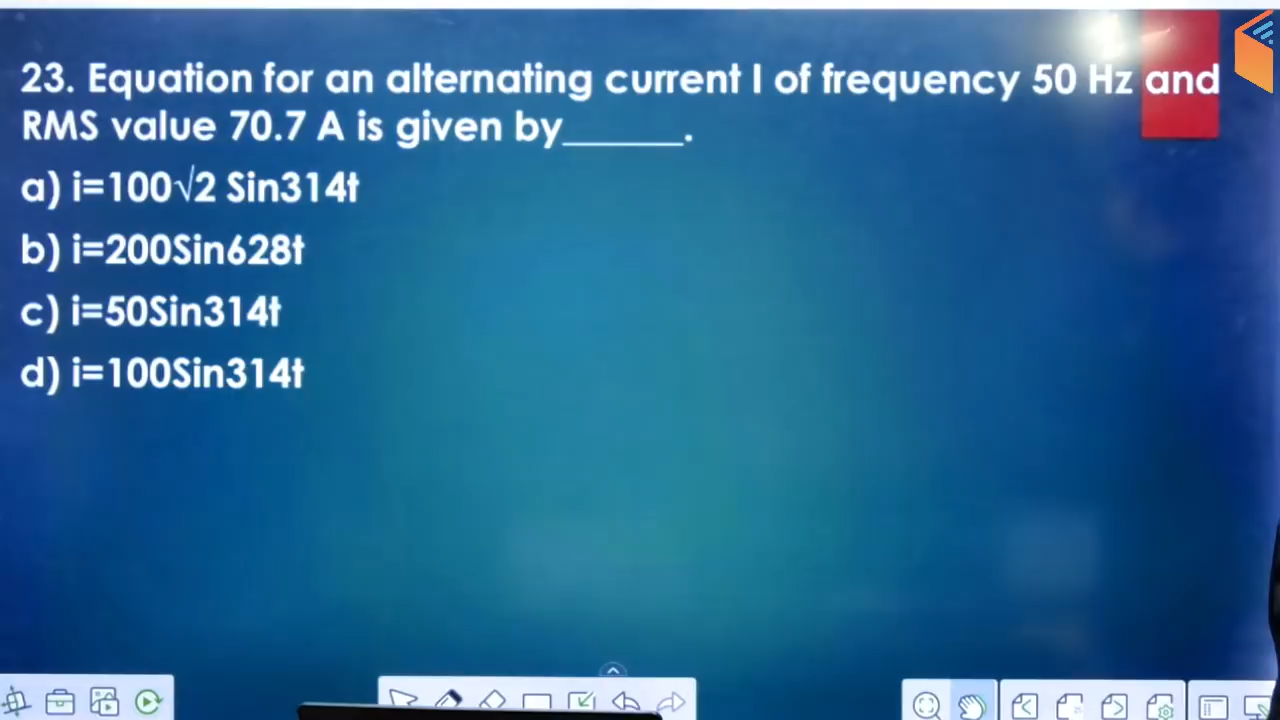 23. Equation for an alternating current I of frequency 50 Hz and
RMS value 70.7 A is given by______.
a) i=100√2 Sin314t
b) i=200Sin628t
c) i=50Sin314t
d) i=100Sin314t